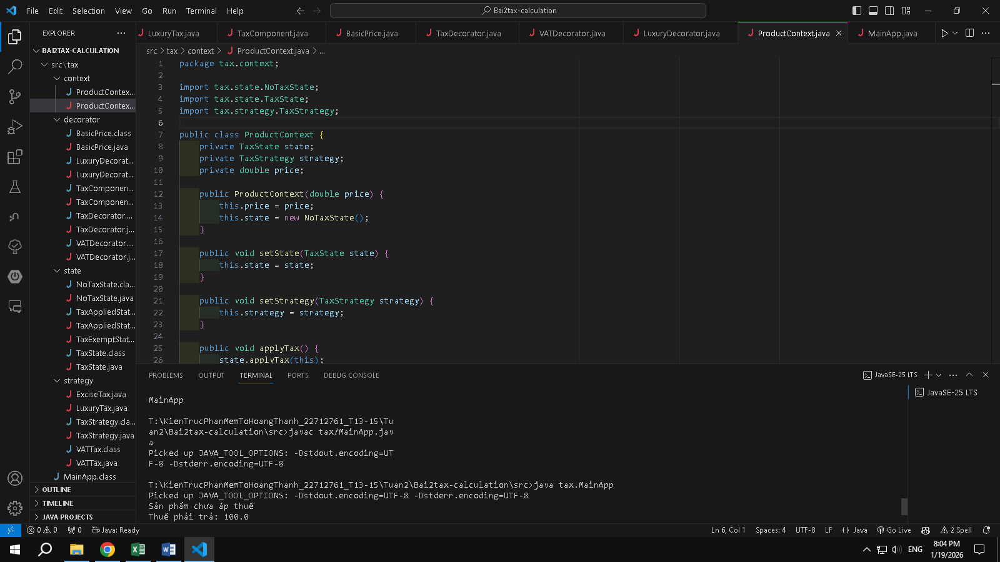 File Edit Selection View Go Run Terminal Help
Bai2tax-calculation
EXPLORER
LuxuryTax.java
TaxComponent.java
BasicPrice.java
TaxDecorator.java
VATDecorator.java
LuxuryDecorator.java
ProductContext.java
MainApp.java
src > tax > context > ProductContext.java > ...
BAI2TAX-CALCULATION
src\tax
context
ProductContex...
ProductContex...
decorator
BasicPrice.class
BasicPrice.java
LuxuryDecorat...
LuxuryDecorat...
TaxComponen...
TaxComponen...
TaxDecorator....
TaxDecorator.j...
VATDecorator....
VATDecorator.j...
state
NoTaxState.cla...
NoTaxState.java
TaxAppliedStat...
TaxAppliedStat...
TaxExemptStat...
TaxState.class
TaxState.java
strategy
ExciseTax.java
LuxuryTax.java
TaxStrategy.cla...
TaxStrategy.java
VATTax.class
VATTax.java
MainApp.class
OUTLINE
TIMELINE
JAVA PROJECTS
1 package tax.context;
2
3 import tax.state.NoTaxState;
4 import tax.state.TaxState;
5 import tax.strategy.TaxStrategy;
6
7 public class ProductContext {
8 private TaxState state;
9 private TaxStrategy strategy;
10 private double price;
11
12 public ProductContext(double price) {
13 this.price = price;
14 this.state = new NoTaxState();
15 }
16
17 public void setState(TaxState state) {
18 this.state = state;
19 }
20
21 public void setStrategy(TaxStrategy strategy) {
22 this.strategy = strategy;
23 }
24
25 public void applyTax() {
26 state.applyTax(this);
PROBLEMS OUTPUT TERMINAL PORTS DEBUG CONSOLE
JavaSE-25 LTS
JavaSE-25 LTS
MainApp
T:\KienTrucPhanMemToHoangThanh_22712761_T13-15\Tu
an2\Bai2tax-calculation\src>javac tax/MainApp.jav
a
Picked up JAVA_TOOL_OPTIONS: -Dstdout.encoding=UT
F-8 -Dstderr.encoding=UTF-8
T:\KienTrucPhanMemToHoangThanh_22712761_T13-15\Tuan2\Bai2tax-calculation\src>java tax.MainApp
Picked up JAVA_TOOL_OPTIONS: -Dstdout.encoding=UTF-8 -Dstderr.encoding=UTF-8
Sản phẩm chưa áp thuế
Thuế phải trả: 100.0
0 0 0 Java: Ready
Ln 6, Col 1 Spaces: 4 UTF-8 LF {} Java Go Live 2 Spell
ENG
8:04 PM
1/19/2026